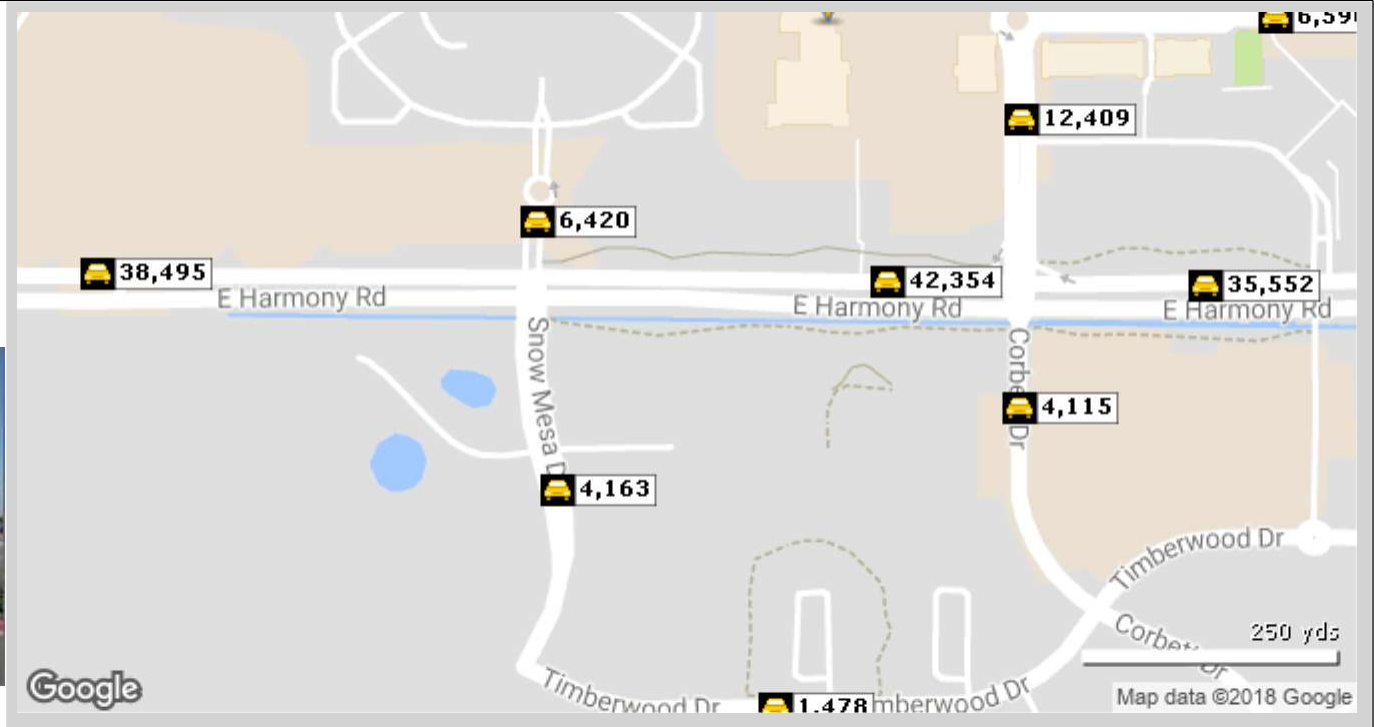 6,59
12,409
6,420
38,495
42,354
35,552
E Harmony Rd
E Harmony Rd
E Harmony Rd
Snow Mesa D
Corbe Dr
4,115
4,163
Timberwood Dr
Corbett Dr
250 yds
Timberwood Dr
1,478
mberwood Dr
Google
Map data ©2018 Google